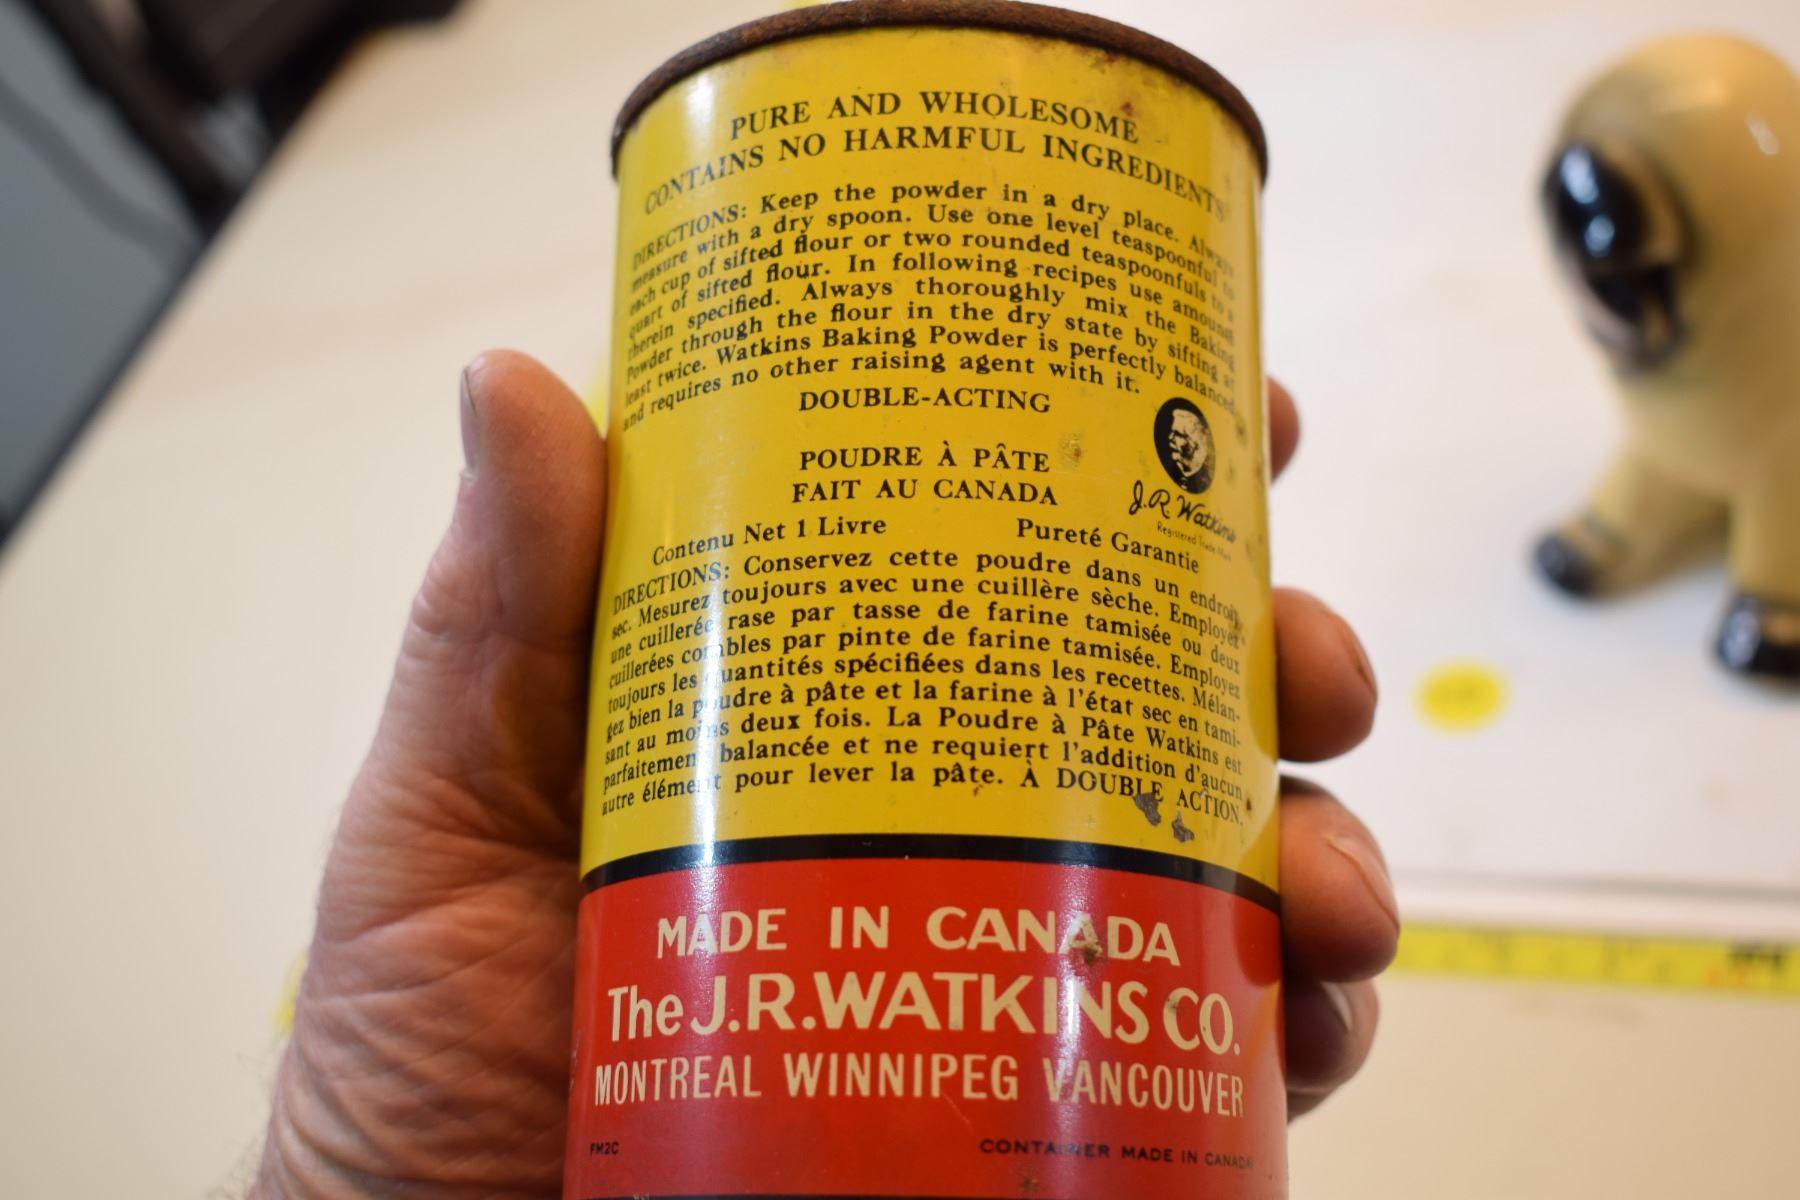 PURE AND WHOLESOME
CONTAINS NO HARMFUL INGREDIENTS
DIRECTIONS: Keep the powder in a dry place. Always
measure with a dry spoon. Use one level teaspoonful to
each cup of sifted flour or two rounded teaspoonfuls to a
quart of sifted flour. In following recipes use amounts
therein specified. Always thoroughly mix the Baking
Powder through the flour in the dry state by sifting at
least twice. Watkins Baking Powder is perfectly balanced
and requires no other raising agent with it.
DOUBLE-ACTING
POUDRE À PÂTE
FAIT AU CANADA
J.R. Watkins
Registered Trade Mark
Contenu Net 1 Livre Pureté Garantie
DIRECTIONS: Conservez cette poudre dans un endroit
sec. Mesurez toujours avec une cuillère sèche. Employez
une cuillerée rase par tasse de farine tamisée ou deux
cuillerées combles par pinte de farine tamisée. Employez
toujours les quantités spécifiées dans les recettes. Mélan-
gez bien la poudre à pâte et la farine à l'état sec en tami-
sant au moins deux fois. La Poudre à Pâte Watkins est
parfaitement balancée et ne requiert l'addition d'aucun
autre élément pour lever la pâte. À DOUBLE ACTION.
MADE IN CANADA
The J.R. WATKINS CO.
MONTREAL WINNIPEG VANCOUVER
FM2C CONTAINER MADE IN CANADA